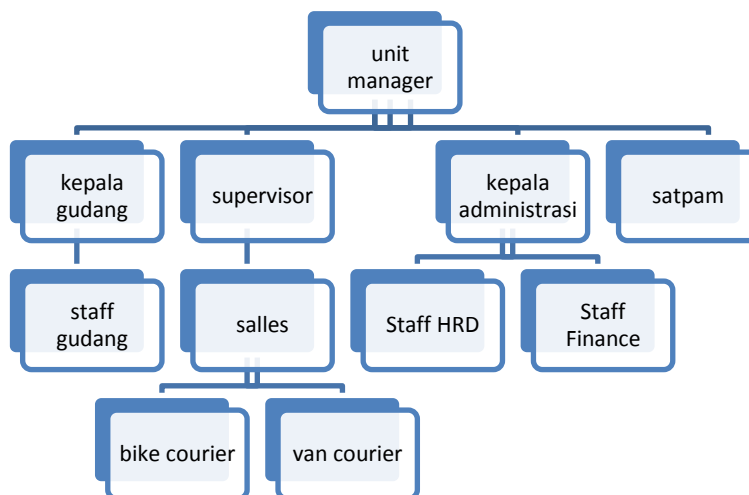 unit
manager
kepala
gudang
supervisor
kepala
administrasi
satpam
staff
gudang
salles
Staff HRD
Staff
Finance
bike courier
van courier